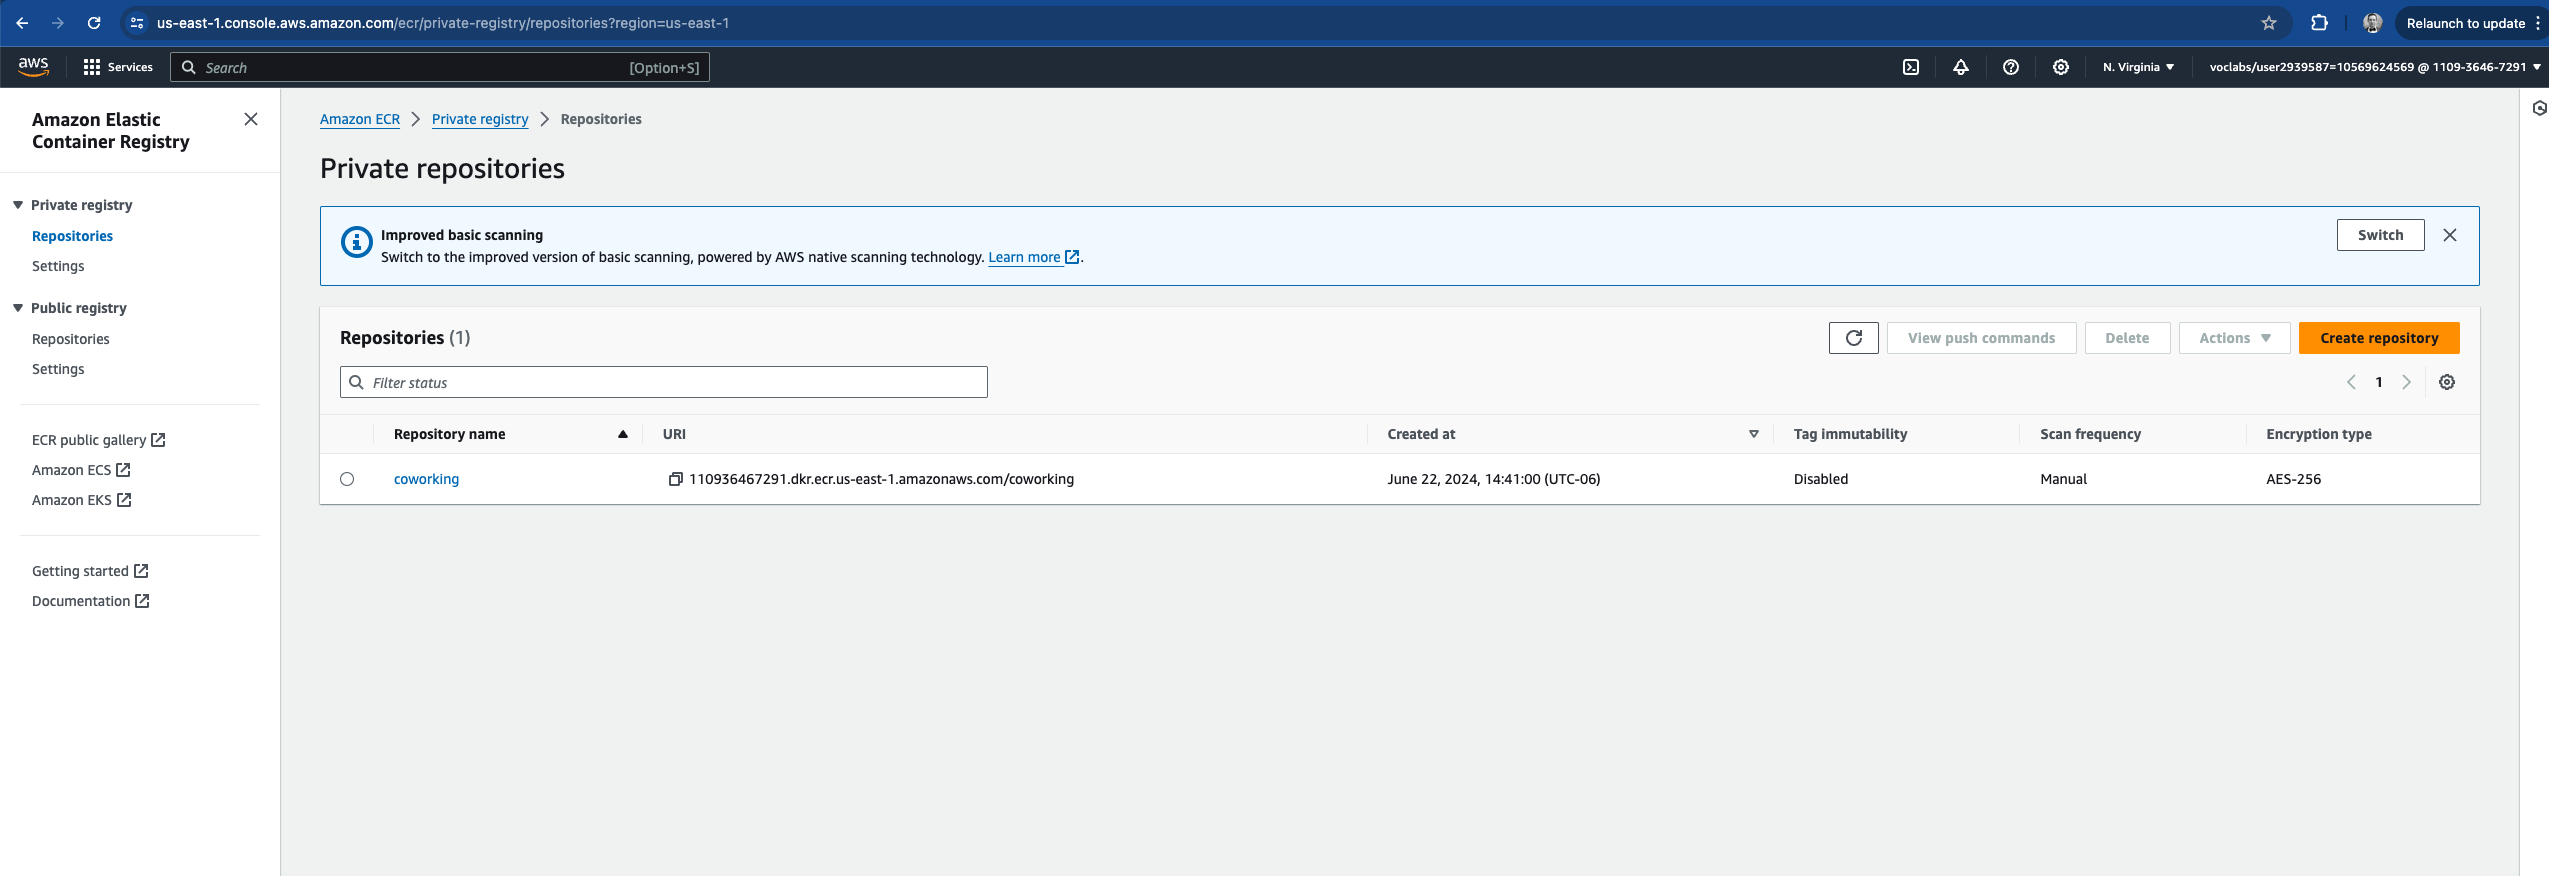 us-east-1.console.aws.amazon.com/ecr/private-registry/repositories?region=us-east-1
Relaunch to update
aws
Services
Search
[Option+S]
N. Virginia
voclabs/user2939587=10569624569 @ 1109-3646-7291
Amazon Elastic
Container Registry
Private registry
Repositories
Settings
Public registry
Repositories
Settings
ECR public gallery
Amazon ECS
Amazon EKS
Getting started
Documentation
Amazon ECR > Private registry > Repositories
Private repositories
Improved basic scanning
Switch to the improved version of basic scanning, powered by AWS native scanning technology. Learn more.
Switch
Repositories (1)
View push commands
Delete
Actions
Create repository
Filter status
1
Repository name URI Created at Tag immutability Scan frequency Encryption type
coworking 110936467291.dkr.ecr.us-east-1.amazonaws.com/coworking June 22, 2024, 14:41:00 (UTC-06) Disabled Manual AES-256